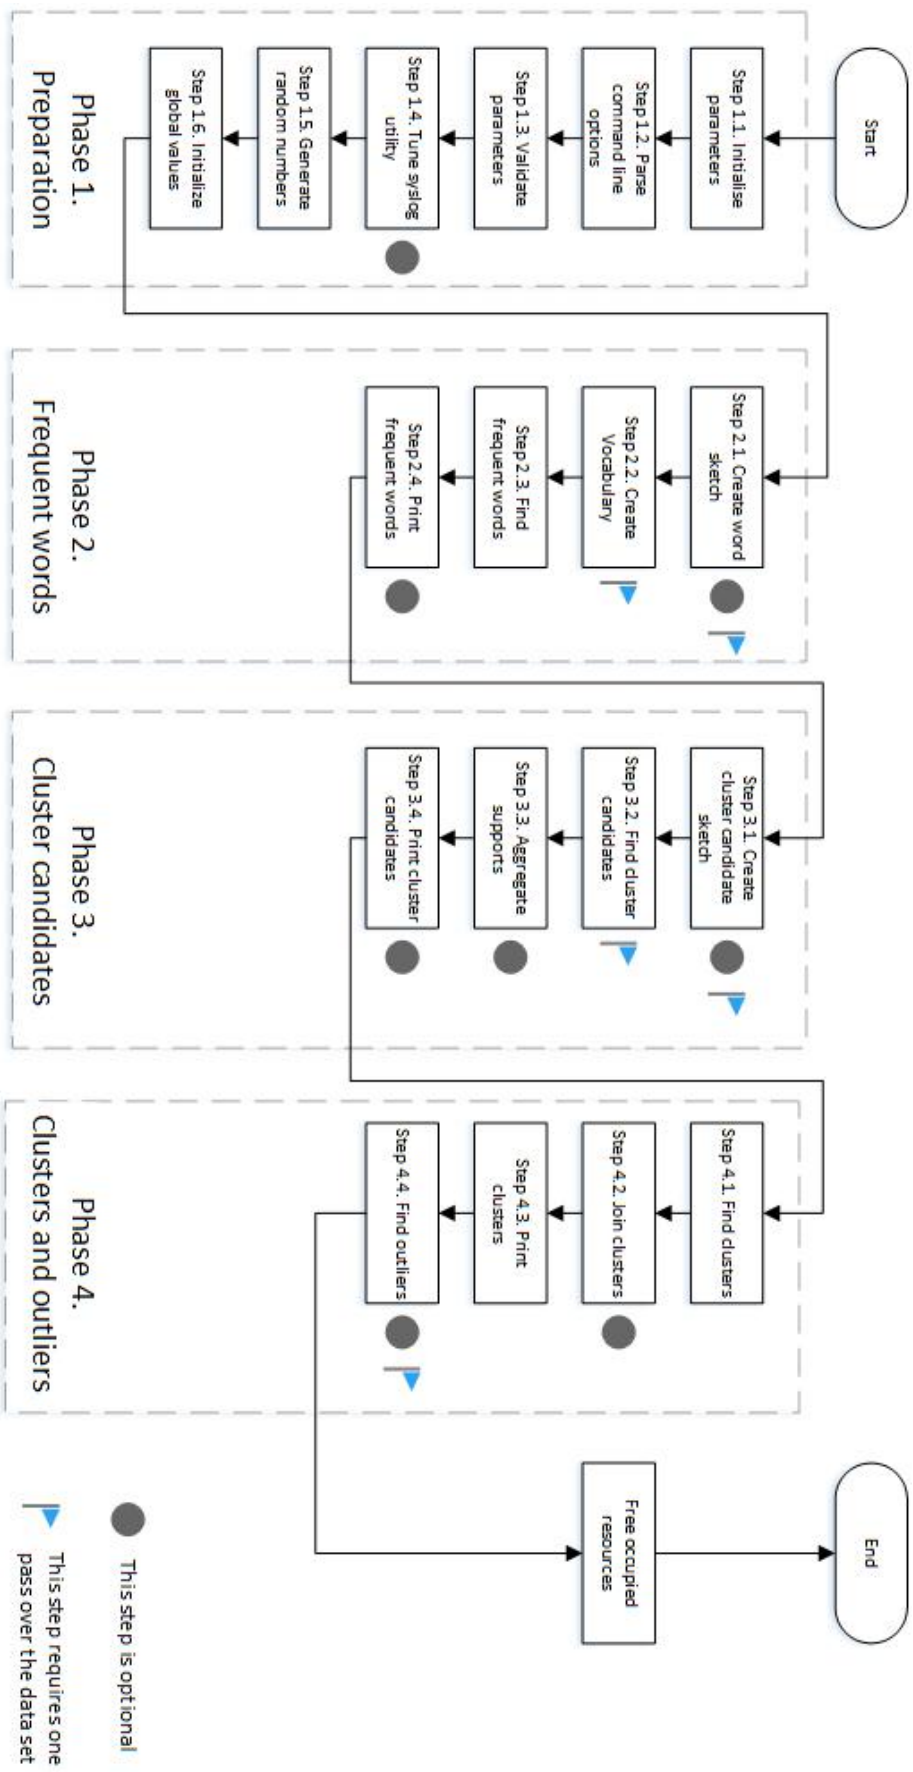 Start
Step 1.1. Initialise
parameters
Step 1.2. Parse
command line
options
Step 1.3. Validate
parameters
Step 1.4. Tune syslog
utility
Step 1.5. Generate
random numbers
Step 1.6. Initialize
global values
Phase 1.
Preparation
Step 2.1. Create word
sketch
Step 2.2. Create
Vocabulary
Step 2.3. Find
frequent words
Step 2.4. Print
frequent words
Phase 2.
Frequent words
Step 3.1. Create
cluster candidate
sketch
Step 3.2. Find cluster
candidates
Step 3.3. Aggregate
supports
Step 3.4. Print cluster
candidates
Phase 3.
Cluster candidates
Step 4.1. Find clusters
Step 4.2. Join clusters
Step 4.3. Print
clusters
Step 4.4. Find outliers
Phase 4.
Clusters and outliers
End
Free occupied
resources
This step is optional
This step requires one
pass over the data set